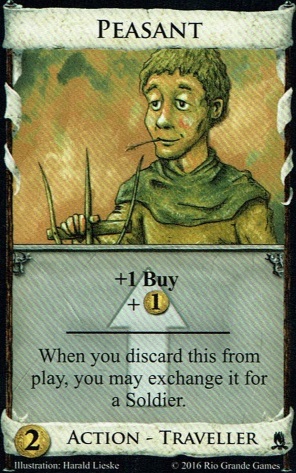 PEASANT
+1 Buy
+ 1
When you discard this from
play, you may exchange it for
a Soldier.
2 ACTION - TRAVELLER
Illustration: Harald Lieske © 2016 Rio Grande Games